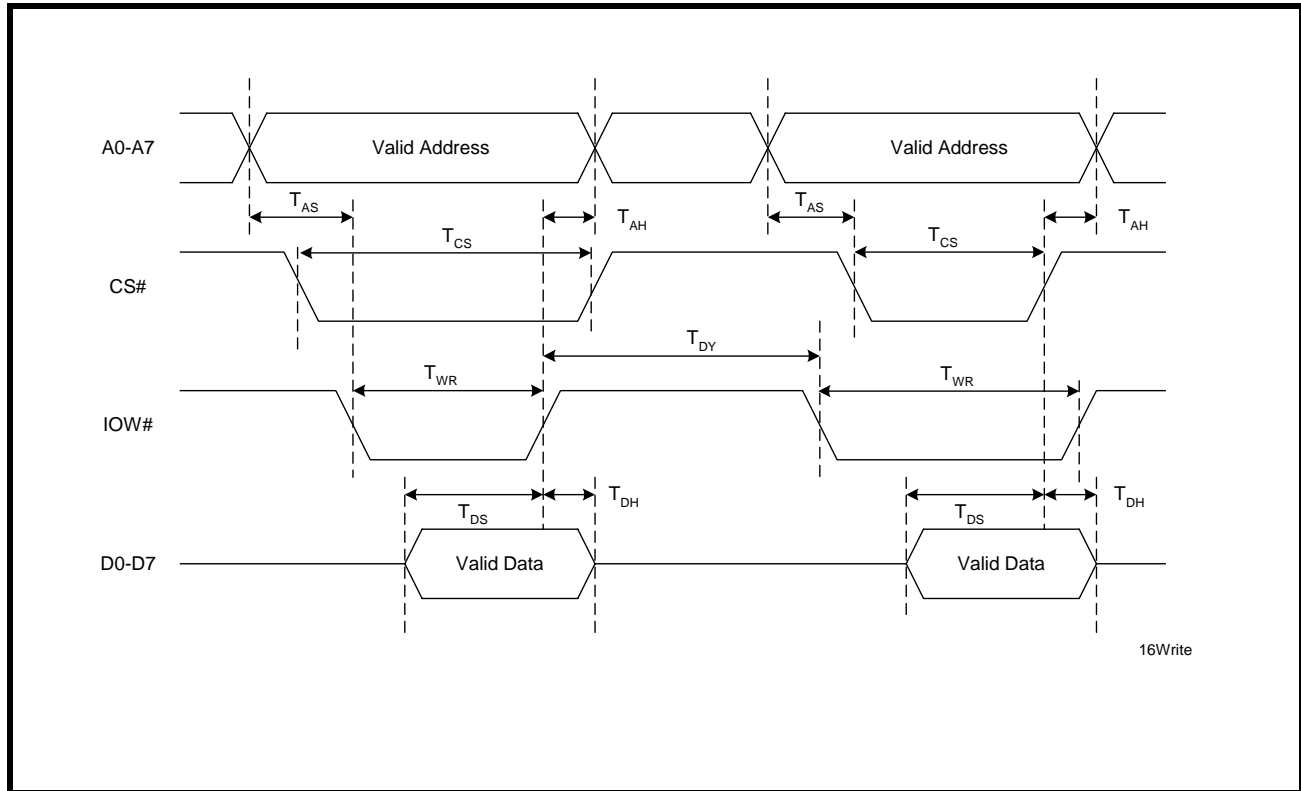 A0-A7
Valid Address
Valid Address
TAS
TAH
TAS
TAH
TCS
TCS
CS#
TDY
TWR
TWR
IOW#
TDS
TDH
TDS
TDH
D0-D7
Valid Data
Valid Data
16Write